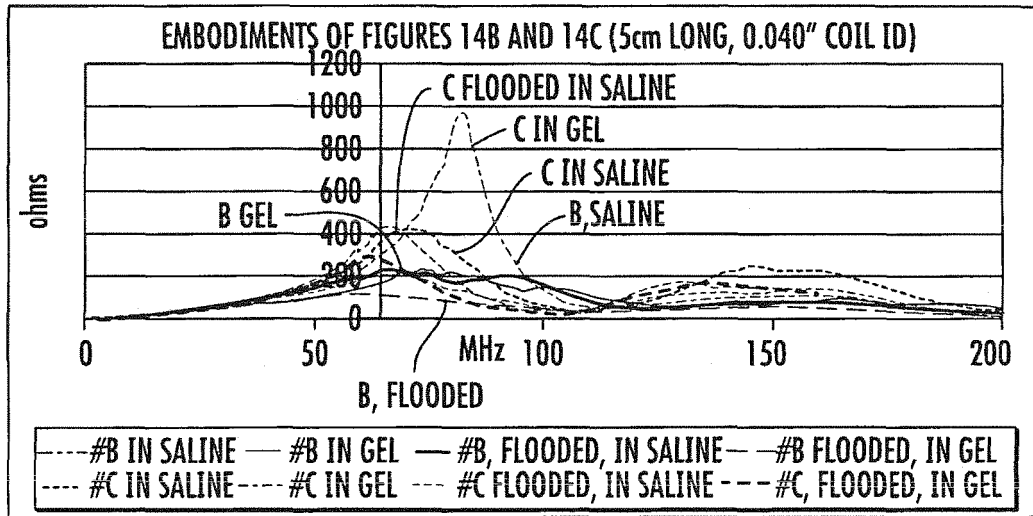 EMBODIMENTS OF FIGURES 14B AND 14C (5cm LONG, 0.040" COIL ID)
1200
1000
800
600
400
200
0
ohms
C FLOODED IN SALINE
C IN GEL
C IN SALINE
B GEL
B,SALINE
0
50
MHz
100
150
200
B, FLOODED
#B IN SALINE
#B IN GEL
#B, FLOODED, IN SALINE
#B FLOODED, IN GEL
#C IN SALINE
#C IN GEL
#C FLOODED, IN SALINE
#C, FLOODED, IN GEL